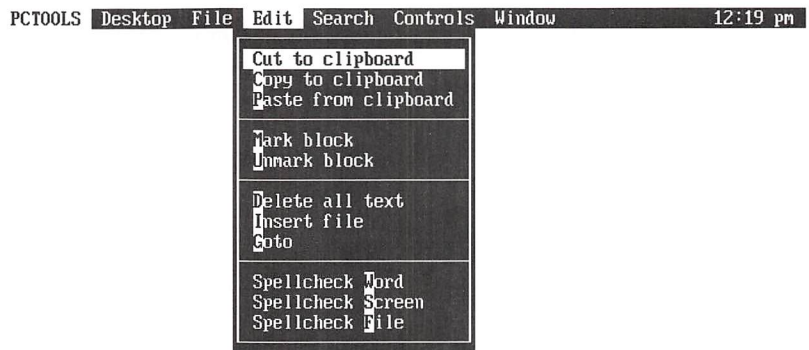 PCTOOLS Desktop File Edit Search Controls Window 12:19 pm
Cut to clipboard
Copy to clipboard
Paste from clipboard
Mark block
Unmark block
Delete all text
Insert file
Goto
Spellcheck Word
Spellcheck Screen
Spellcheck File